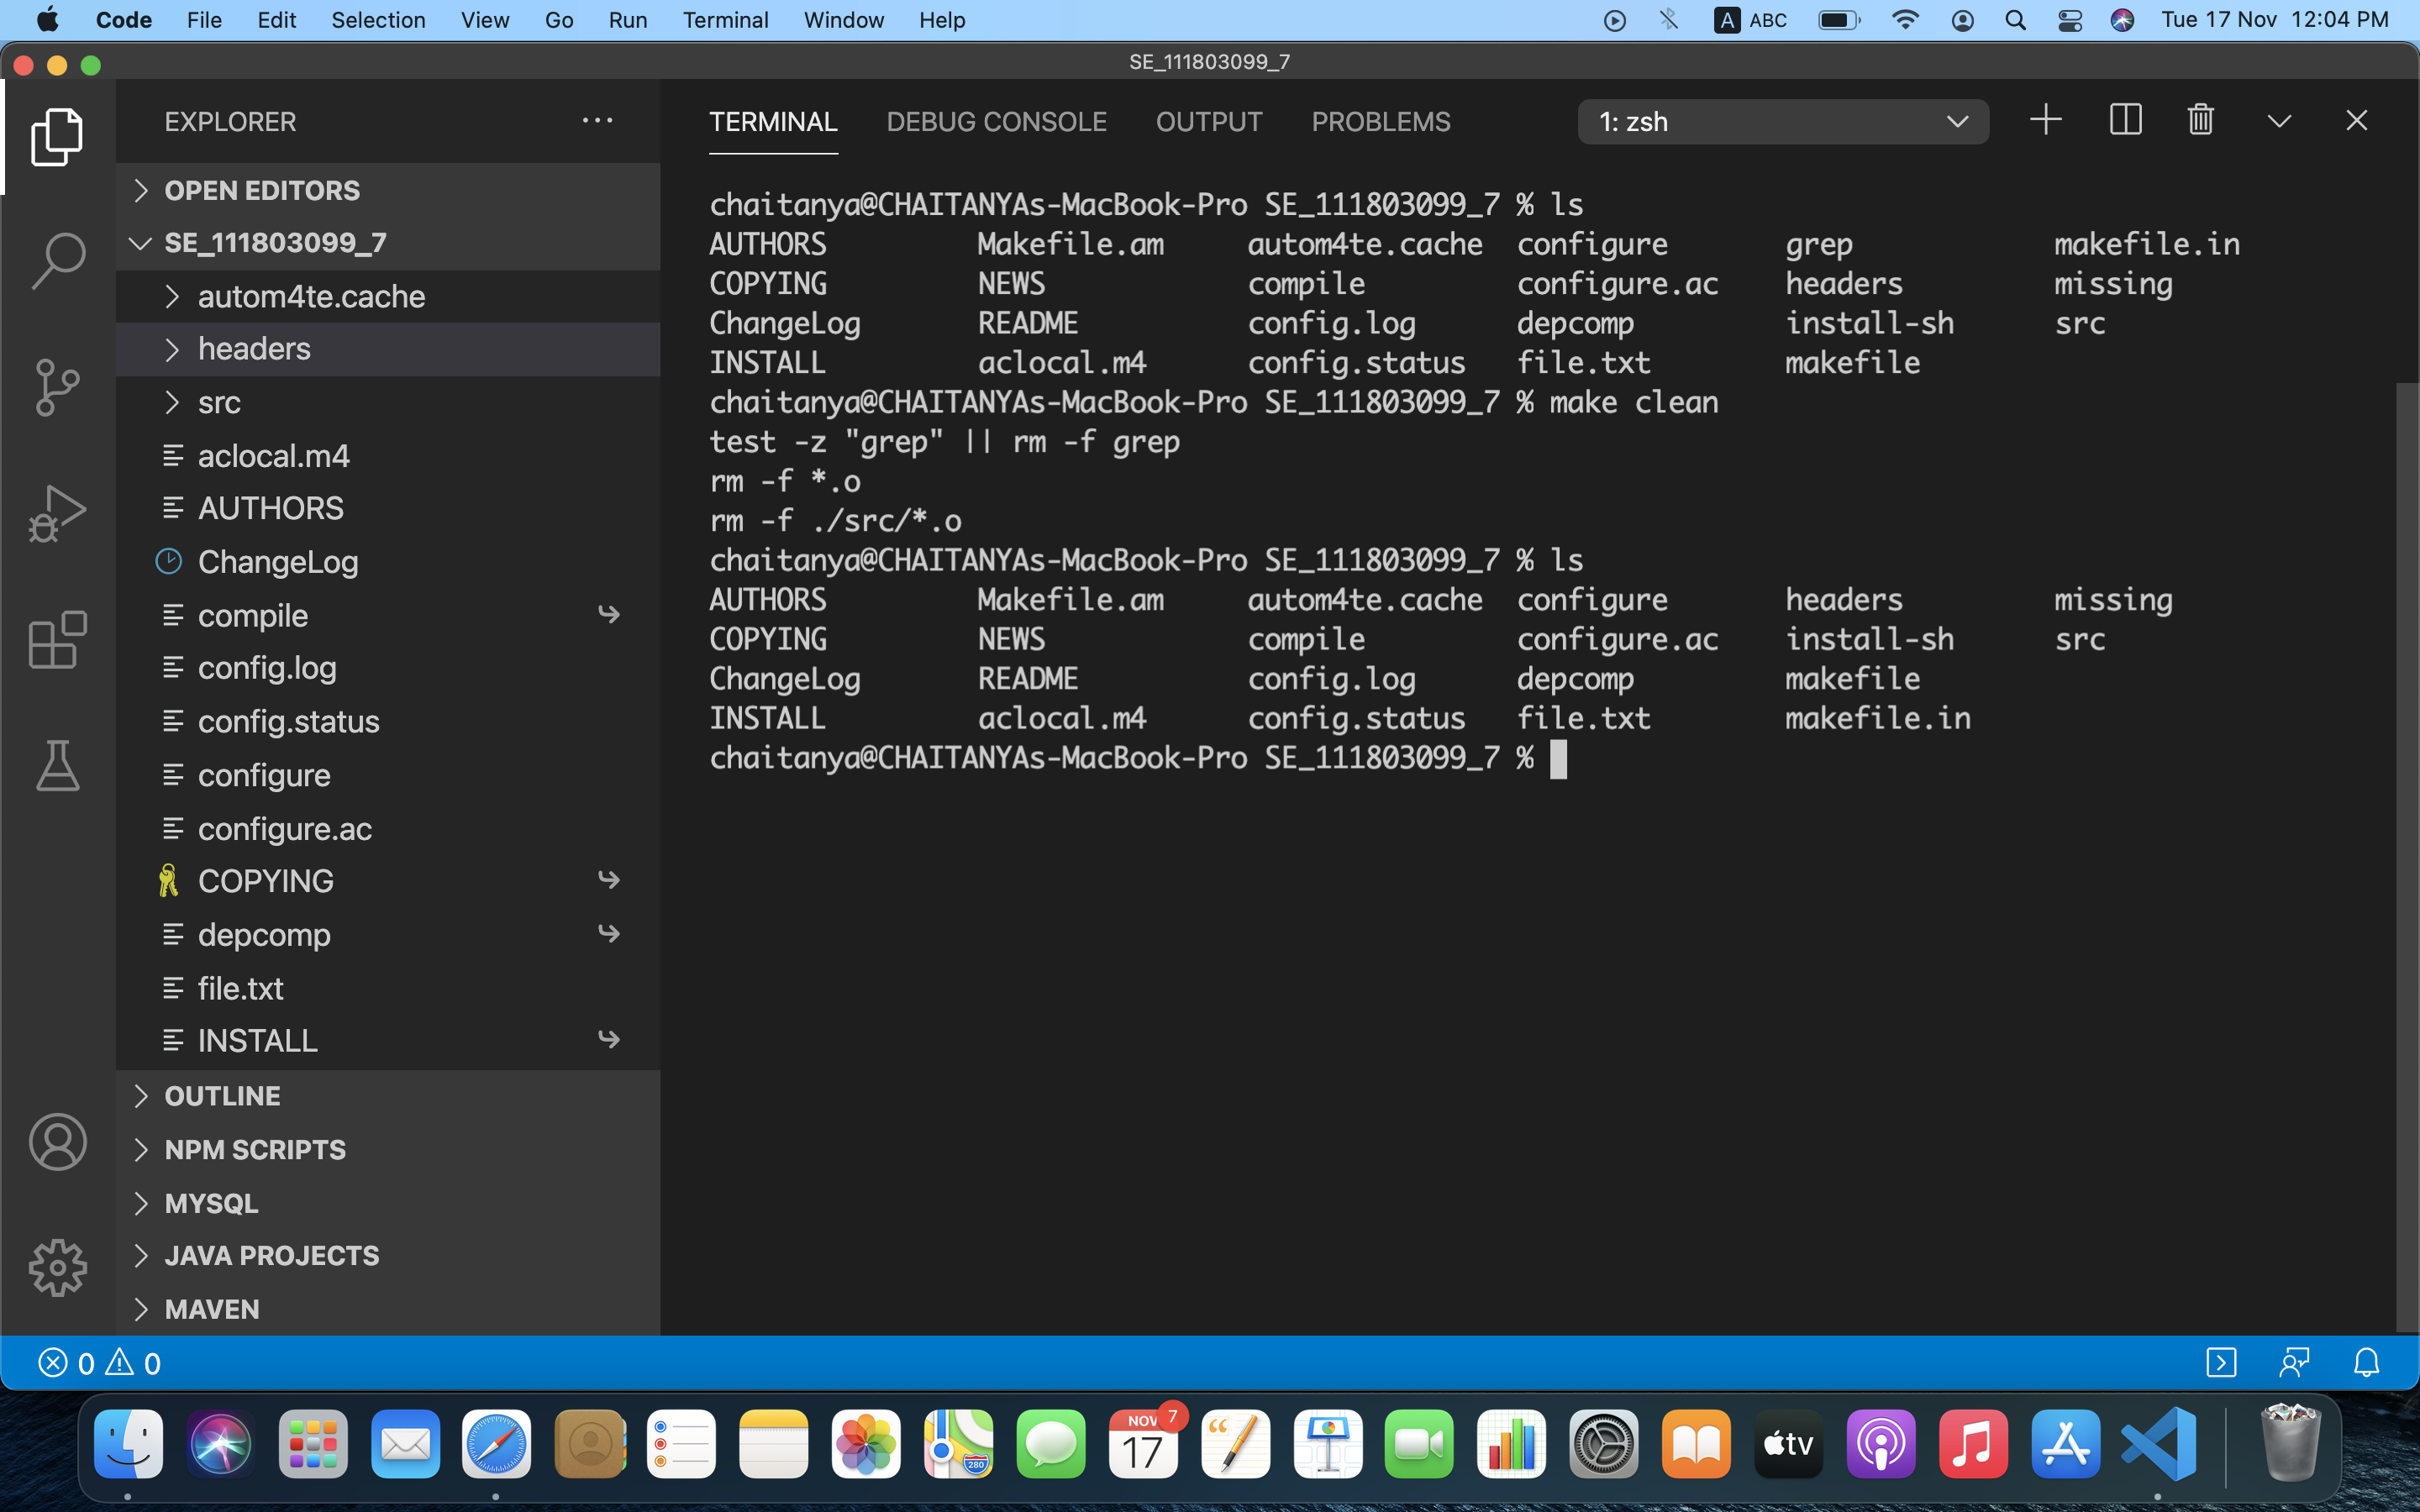 Code File Edit Selection View Go Run Terminal Window Help A ABC Tue 17 Nov 12:04 PM
SE_111803099_7
EXPLORER
OPEN EDITORS
SE_111803099_7
autom4te.cache
headers
src
aclocal.m4
AUTHORS
ChangeLog
compile
config.log
config.status
configure
configure.ac
COPYING
depcomp
file.txt
INSTALL
OUTLINE
NPM SCRIPTS
MYSQL
JAVA PROJECTS
MAVEN
TERMINAL DEBUG CONSOLE OUTPUT PROBLEMS 1: zsh
chaitanya@CHAITANYAs-MacBook-Pro SE_111803099_7 % ls
AUTHORS Makefile.am autom4te.cache configure grep makefile.in
COPYING NEWS compile configure.ac headers missing
ChangeLog README config.log depcomp install-sh src
INSTALL aclocal.m4 config.status file.txt makefile
chaitanya@CHAITANYAs-MacBook-Pro SE_111803099_7 % make clean
test -z "grep" || rm -f grep
rm -f *.o
rm -f ./src/*.o
chaitanya@CHAITANYAs-MacBook-Pro SE_111803099_7 % ls
AUTHORS Makefile.am autom4te.cache configure headers missing
COPYING NEWS compile configure.ac install-sh src
ChangeLog README config.log depcomp makefile
INSTALL aclocal.m4 config.status file.txt makefile.in
chaitanya@CHAITANYAs-MacBook-Pro SE_111803099_7 %
0 0
280
NOV 7
17
tv